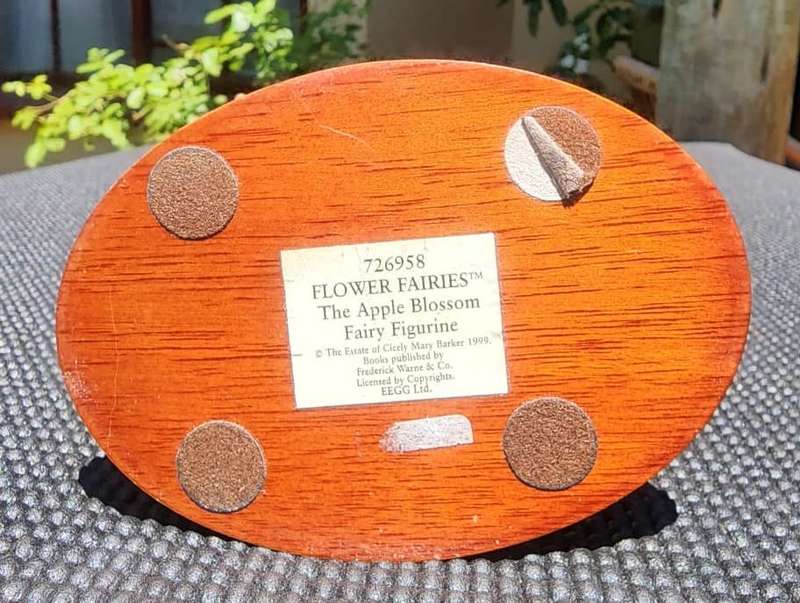 726958
FLOWER FAIRIES™
The Apple Blossom
Fairy Figurine
© The Estate of Cicely Mary Barker 1999.
Books published by
Frederick Warne & Co.
Licensed by Copyrights.
EEGG Ltd.